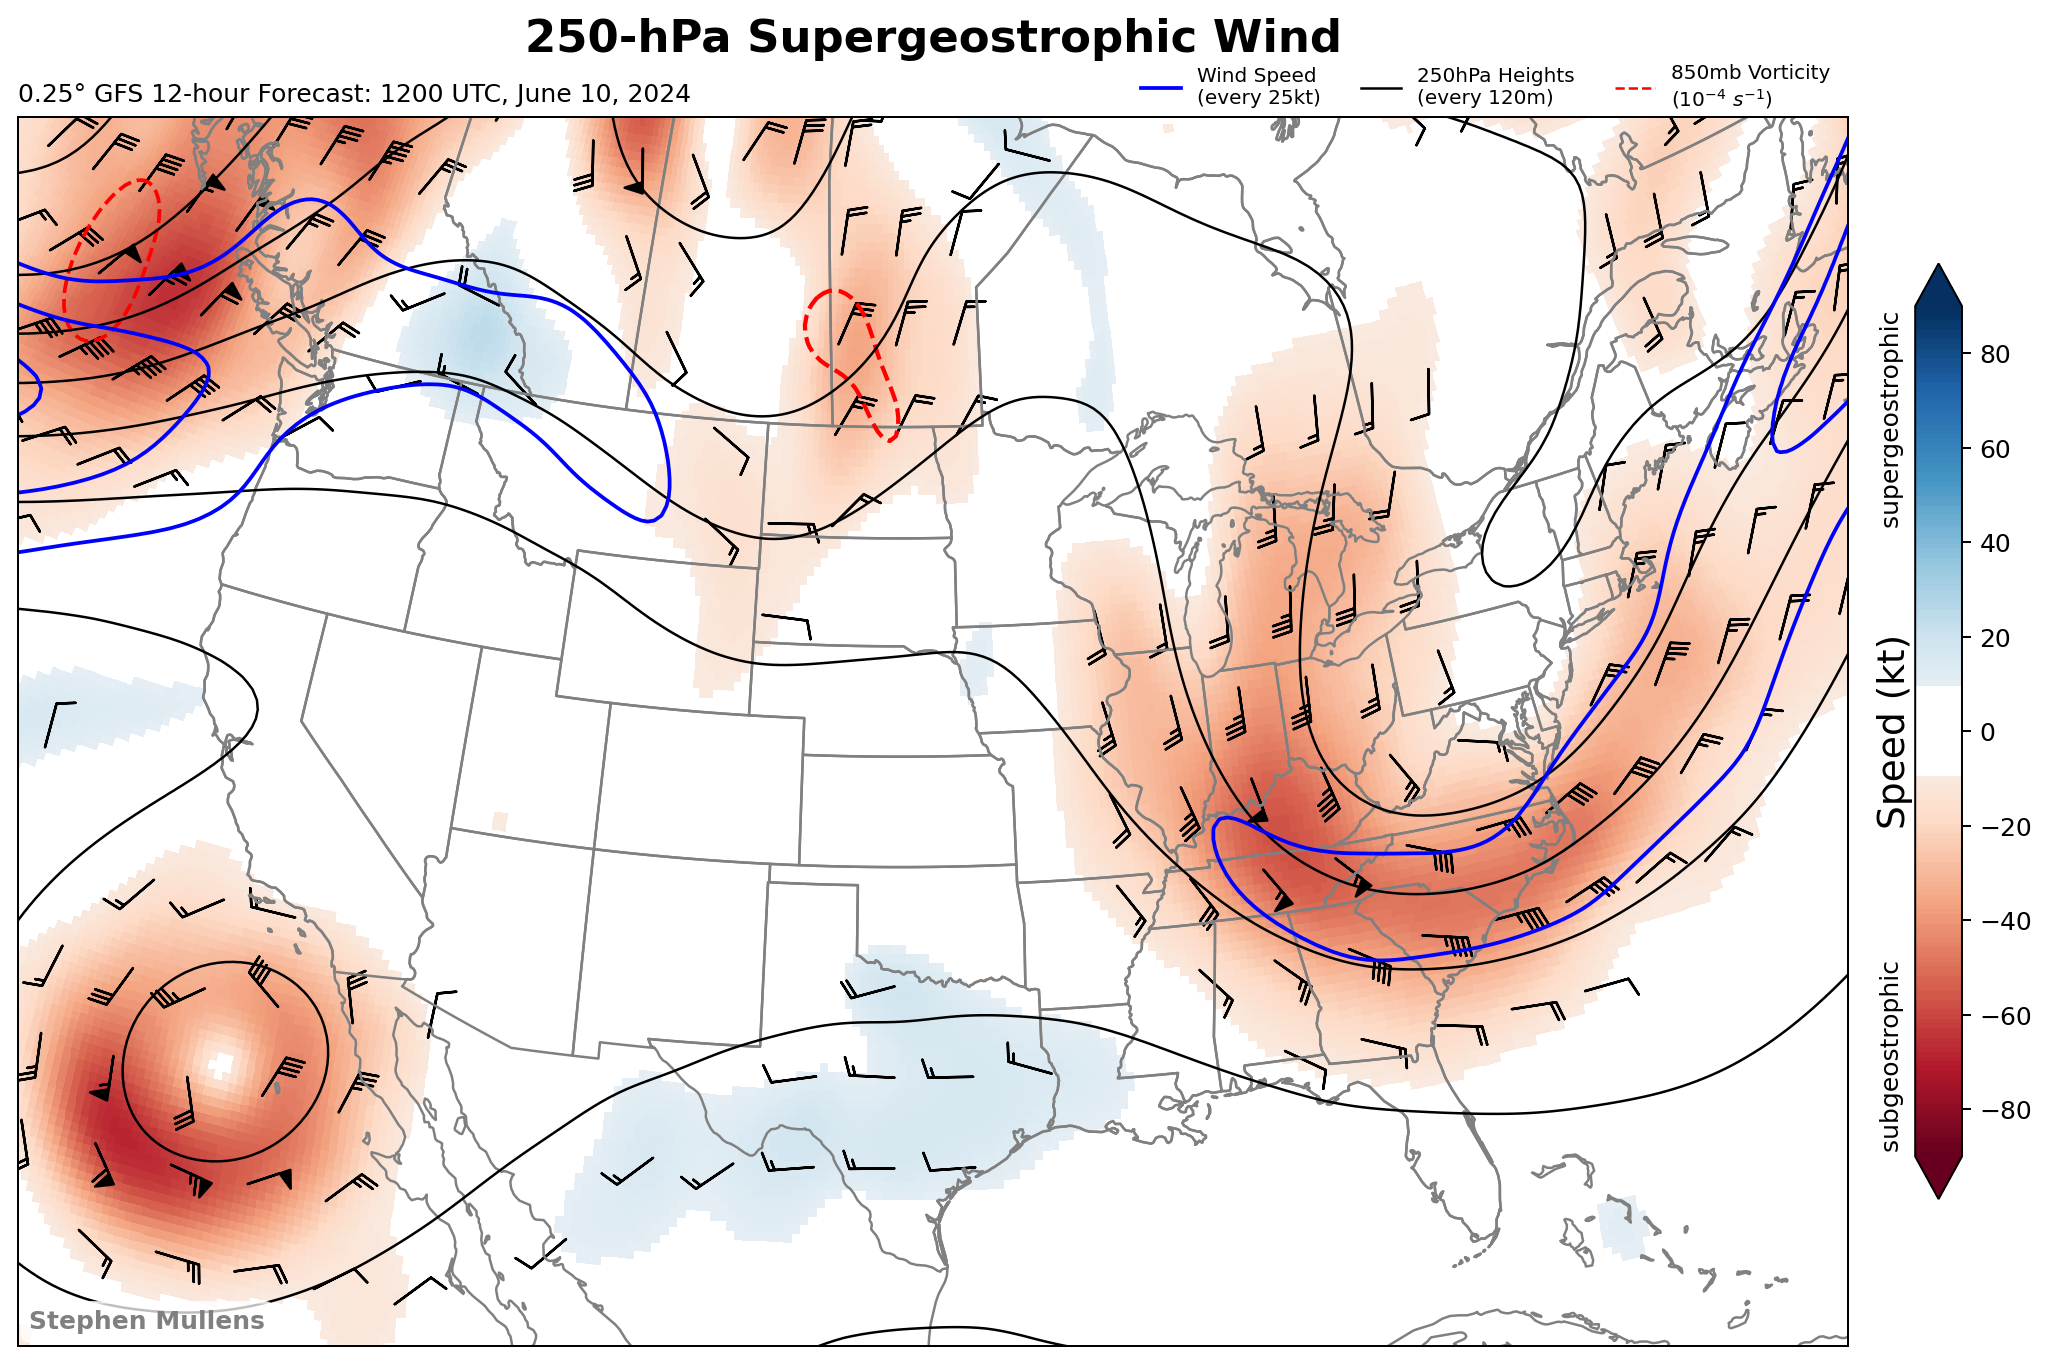 250-hPa Supergeostrophic Wind
0.25° GFS 12-hour Forecast: 1200 UTC, June 10, 2024
Wind Speed
(every 25kt)
250hPa Heights
(every 120m)
850mb Vorticity
(10⁻⁴ s⁻¹)
supergeostrophic
Speed (kt)
subgeostrophic
80
60
40
20
0
−20
−40
−60
−80
Stephen Mullens